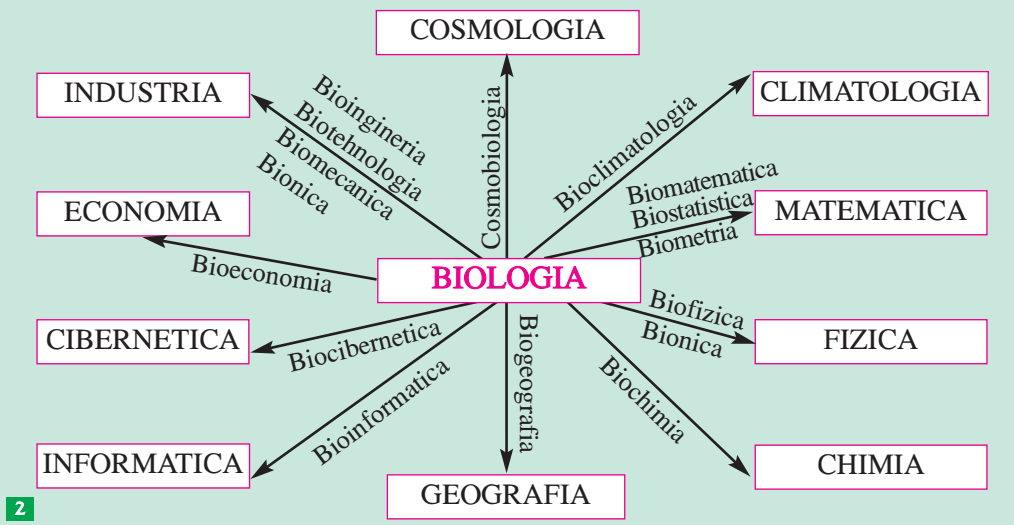 COSMOLOGIA
INDUSTRIA
Bioingineria
Biotehnologia
Biomecanica
Bionica
Cosmobiologia
Bioclimatologia
CLIMATOLOGIA
ECONOMIA
Bioeconomia
Biomatematica
Biostatistica
Biometria
MATEMATICA
BIOLOGIA
CIBERNETICA
Biocibernetica
Biofizica
Bionica
FIZICA
INFORMATICA
Bioinformatica
Biogeografia
GEOGRAFIA
Biochimia
CHIMIA
2